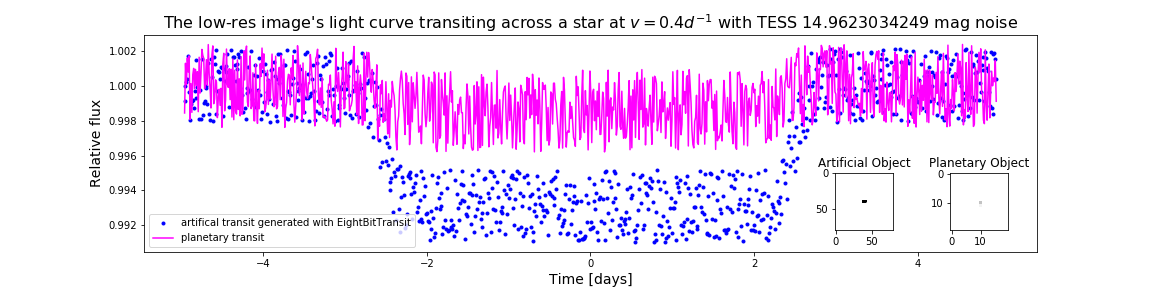 The low-res image's light curve transiting across a star at v = 0.4d⁻¹ with TESS 14.9623034249 mag noise
Relative flux
1.002
1.000
0.998
0.996
0.994
0.992
artifical transit generated with EightBitTransit
planetary transit
Artificial Object
0
50
0 50
Planetary Object
0
10
0 10
−4 −2 0 2 4
Time [days]